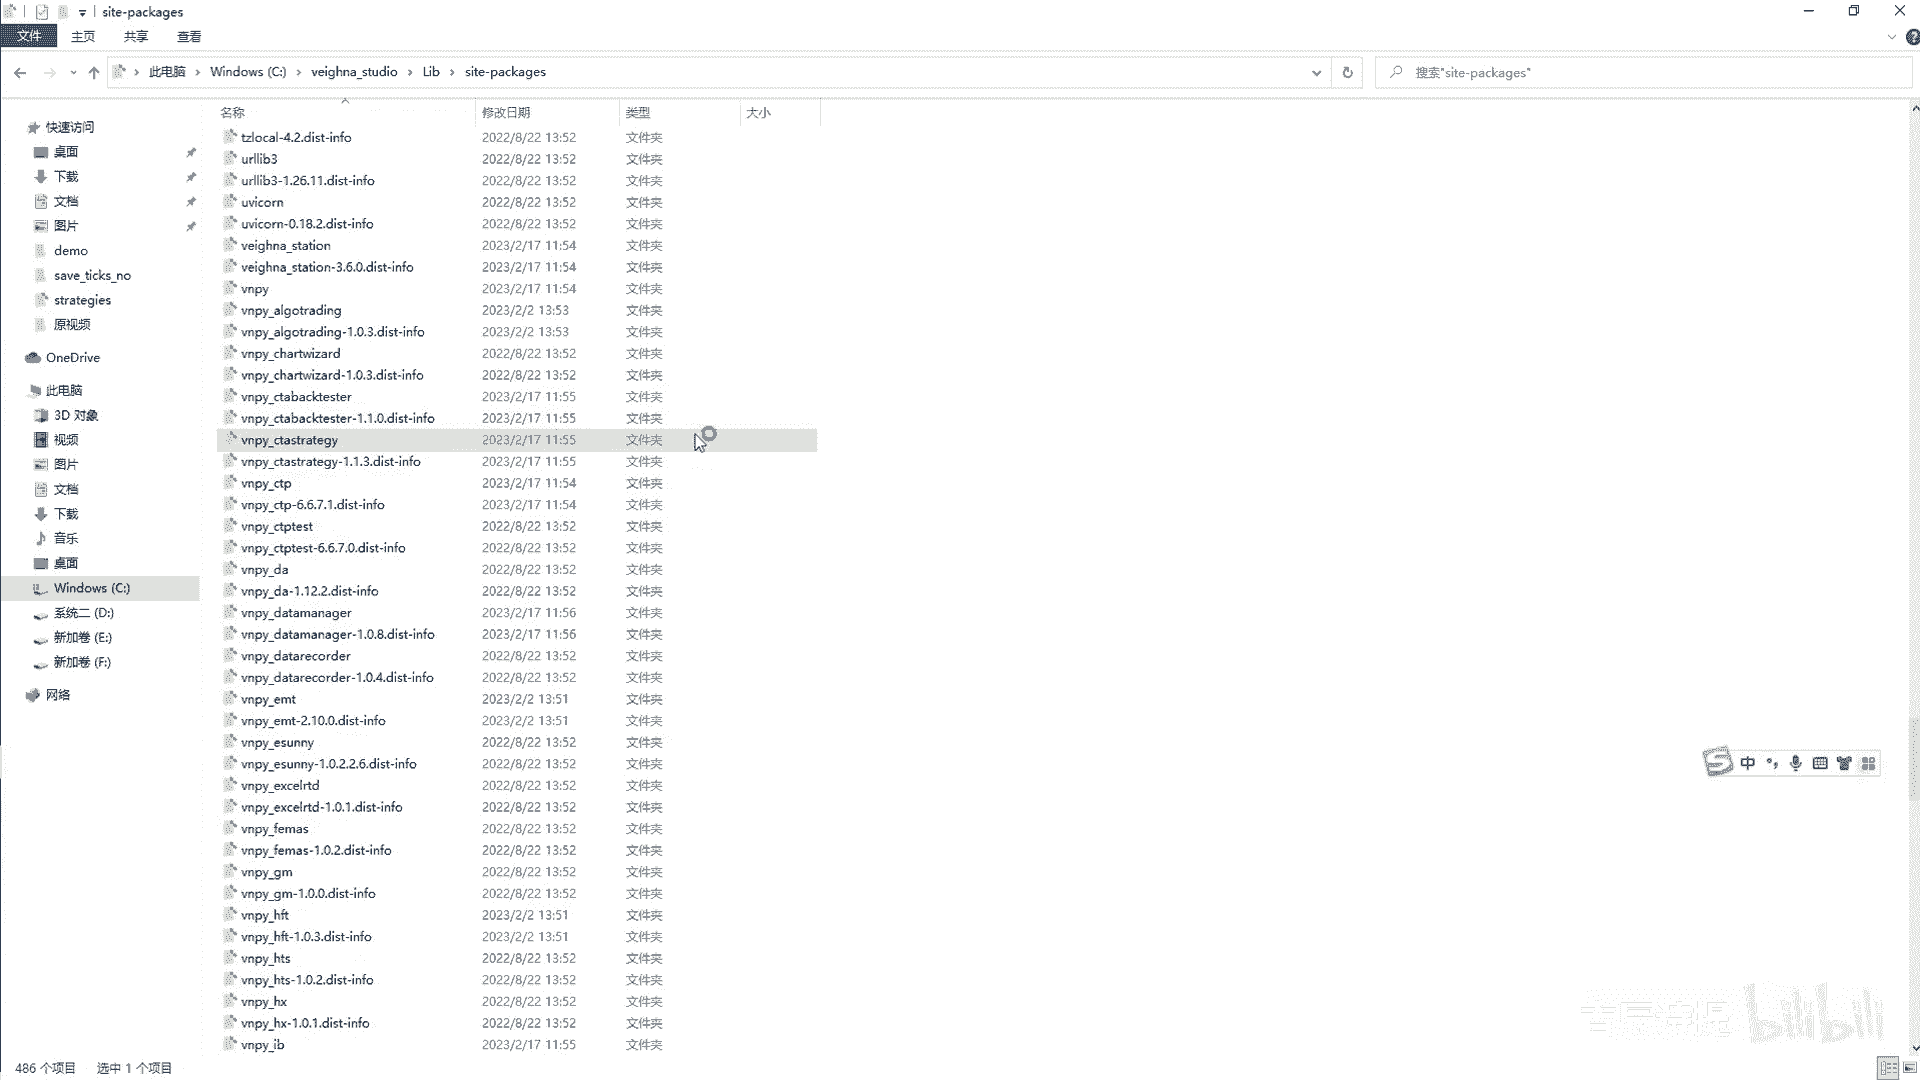 site-packages
文件 主页 共享 查看
此电脑 Windows (C:) veighna_studio Lib site-packages
搜索"site-packages"
名称 修改日期 类型 大小
快速访问
桌面
下载
文档
图片
demo
save_ticks_no
strategies
原视频
OneDrive
此电脑
3D 对象
视频
图片
文档
下载
音乐
桌面
Windows (C:)
系统二 (D:)
新加卷 (E:)
新加卷 (F:)
网络
tzlocal-4.2.dist-info 2022/8/22 13:52 文件夹
urllib3 2022/8/22 13:52 文件夹
urllib3-1.26.11.dist-info 2022/8/22 13:52 文件夹
uvicorn 2022/8/22 13:52 文件夹
uvicorn-0.18.2.dist-info 2022/8/22 13:52 文件夹
veighna_station 2023/2/17 11:54 文件夹
veighna_station-3.6.0.dist-info 2023/2/17 11:54 文件夹
vnpy 2023/2/17 11:54 文件夹
vnpy_algotrading 2023/2/2 13:53 文件夹
vnpy_algotrading-1.0.3.dist-info 2023/2/2 13:53 文件夹
vnpy_chartwizard 2022/8/22 13:52 文件夹
vnpy_chartwizard-1.0.3.dist-info 2022/8/22 13:52 文件夹
vnpy_ctabacktester 2023/2/17 11:55 文件夹
vnpy_ctabacktester-1.1.0.dist-info 2023/2/17 11:55 文件夹
vnpy_ctastrategy 2023/2/17 11:55 文件夹
vnpy_ctastrategy-1.1.3.dist-info 2023/2/17 11:55 文件夹
vnpy_ctp 2023/2/17 11:54 文件夹
vnpy_ctp-6.6.7.1.dist-info 2023/2/17 11:54 文件夹
vnpy_ctptest 2022/8/22 13:52 文件夹
vnpy_ctptest-6.6.7.0.dist-info 2022/8/22 13:52 文件夹
vnpy_da 2022/8/22 13:52 文件夹
vnpy_da-1.12.2.dist-info 2022/8/22 13:52 文件夹
vnpy_datamanager 2023/2/17 11:56 文件夹
vnpy_datamanager-1.0.8.dist-info 2023/2/17 11:56 文件夹
vnpy_datarecorder 2022/8/22 13:52 文件夹
vnpy_datarecorder-1.0.4.dist-info 2022/8/22 13:52 文件夹
vnpy_emt 2023/2/2 13:51 文件夹
vnpy_emt-2.10.0.dist-info 2023/2/2 13:51 文件夹
vnpy_esunny 2022/8/22 13:52 文件夹
vnpy_esunny-1.0.2.2.6.dist-info 2022/8/22 13:52 文件夹
vnpy_excelrtd 2022/8/22 13:52 文件夹
vnpy_excelrtd-1.0.1.dist-info 2022/8/22 13:52 文件夹
vnpy_femas 2022/8/22 13:52 文件夹
vnpy_femas-1.0.2.dist-info 2022/8/22 13:52 文件夹
vnpy_gm 2022/8/22 13:52 文件夹
vnpy_gm-1.0.0.dist-info 2022/8/22 13:52 文件夹
vnpy_hft 2023/2/2 13:51 文件夹
vnpy_hft-1.0.3.dist-info 2023/2/2 13:51 文件夹
vnpy_hts 2022/8/22 13:52 文件夹
vnpy_hts-1.0.2.dist-info 2022/8/22 13:52 文件夹
vnpy_hx 2022/8/22 13:52 文件夹
vnpy_hx-1.0.1.dist-info 2022/8/22 13:52 文件夹
vnpy_ib 2023/2/17 11:55 文件夹
中
bilibili
486 个项目 选中 1 个项目